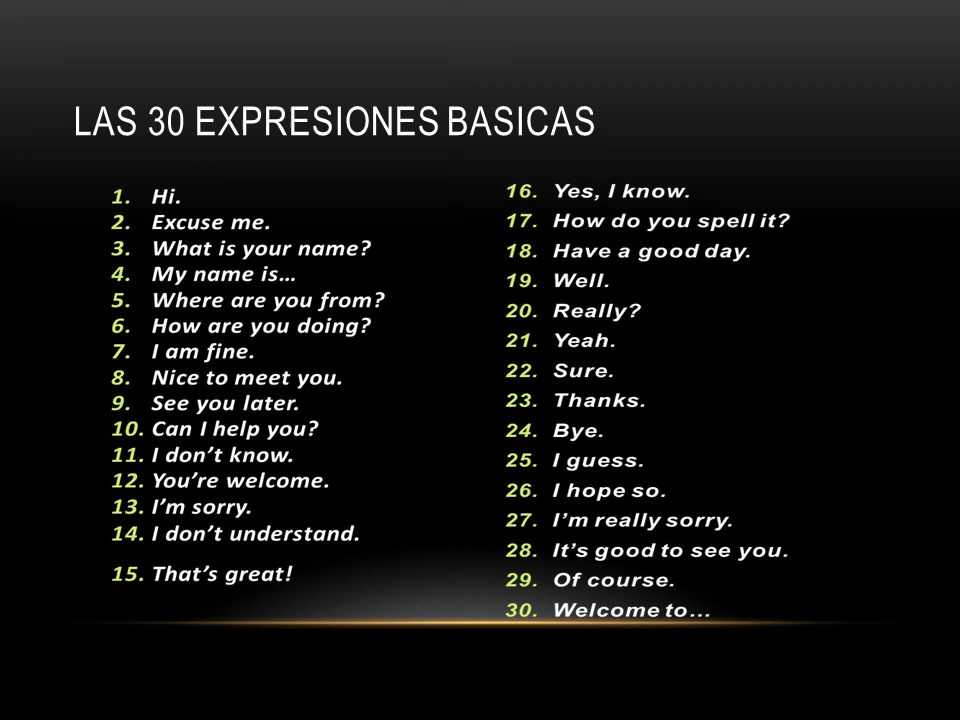 LAS 30 EXPRESIONES BASICAS
1. Hi.
2. Excuse me.
3. What is your name?
4. My name is…
5. Where are you from?
6. How are you doing?
7. I am fine.
8. Nice to meet you.
9. See you later.
10. Can I help you?
11. I don’t know.
12. You’re welcome.
13. I’m sorry.
14. I don’t understand.
15. That’s great!
16. Yes, I know.
17. How do you spell it?
18. Have a good day.
19. Well.
20. Really?
21. Yeah.
22. Sure.
23. Thanks.
24. Bye.
25. I guess.
26. I hope so.
27. I’m really sorry.
28. It’s good to see you.
29. Of course.
30. Welcome to…